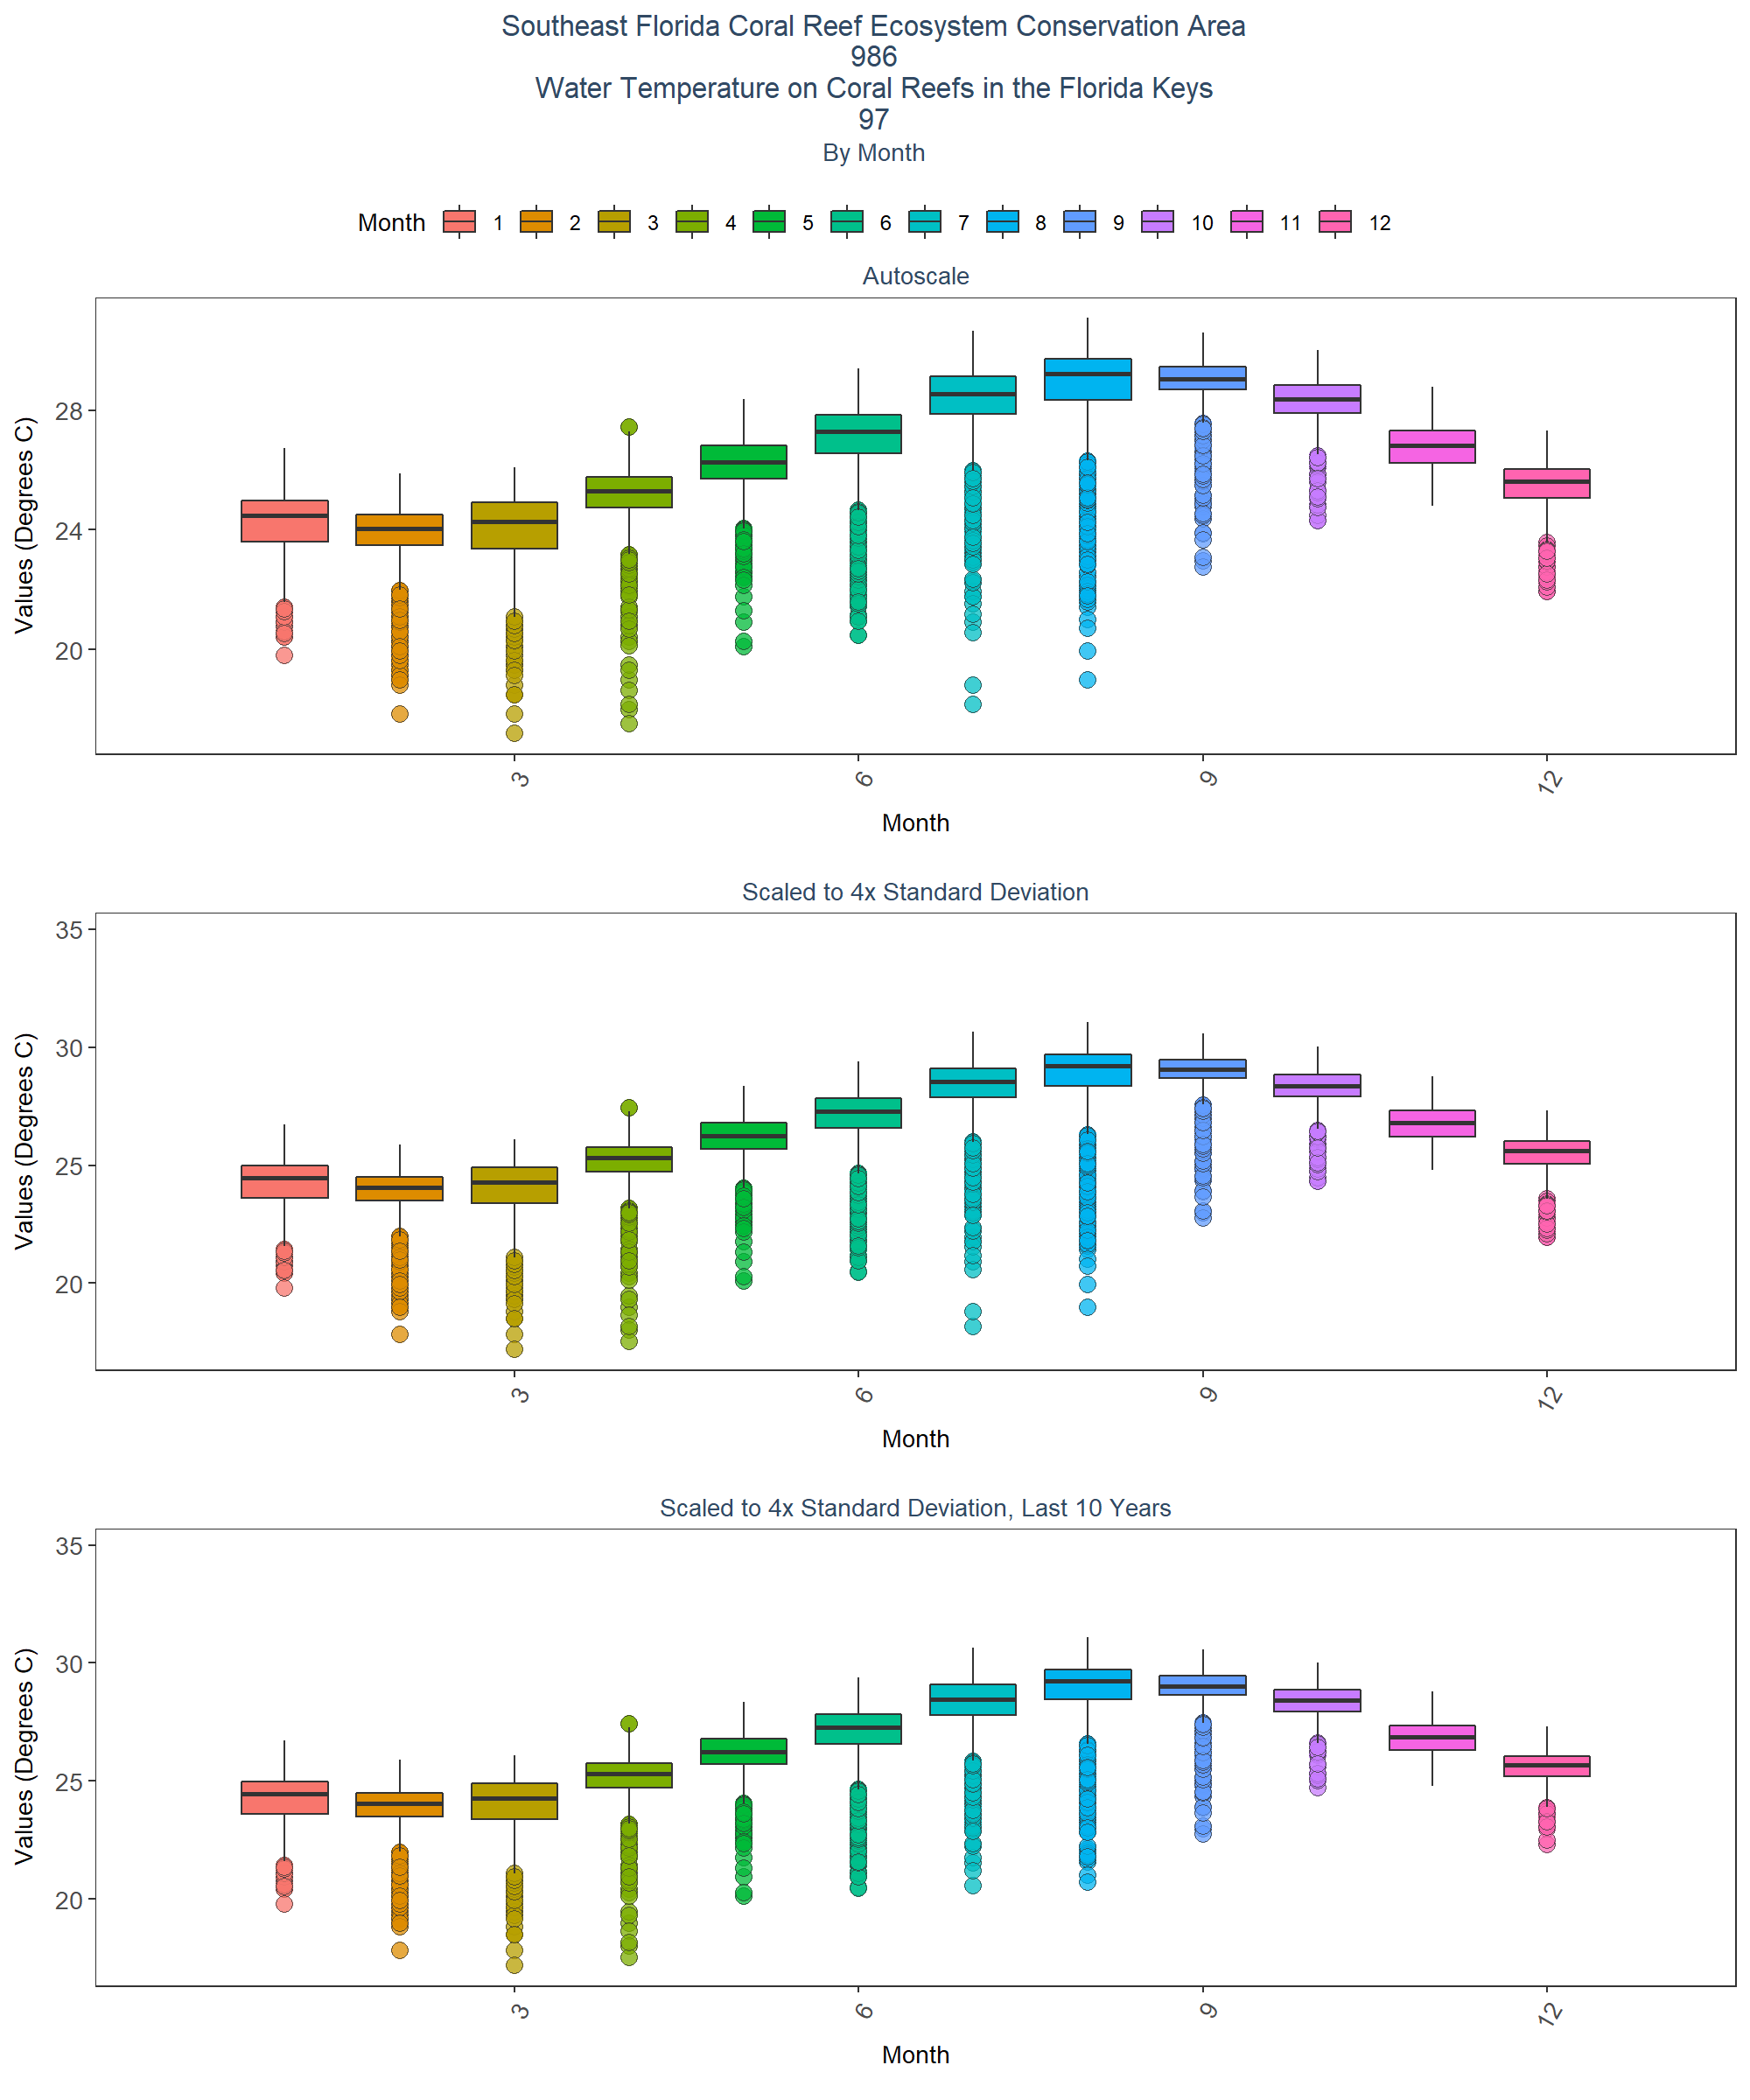 Southeast Florida Coral Reef Ecosystem Conservation Area
986
Water Temperature on Coral Reefs in the Florida Keys
97
By Month
Month 1 2 3 4 5 6 7 8 9 10 11 12
Autoscale
Values (Degrees C)
28
24
20
3 6 9 12
Month
Scaled to 4x Standard Deviation
Values (Degrees C)
35
30
25
20
3 6 9 12
Month
Scaled to 4x Standard Deviation, Last 10 Years
Values (Degrees C)
35
30
25
20
3 6 9 12
Month